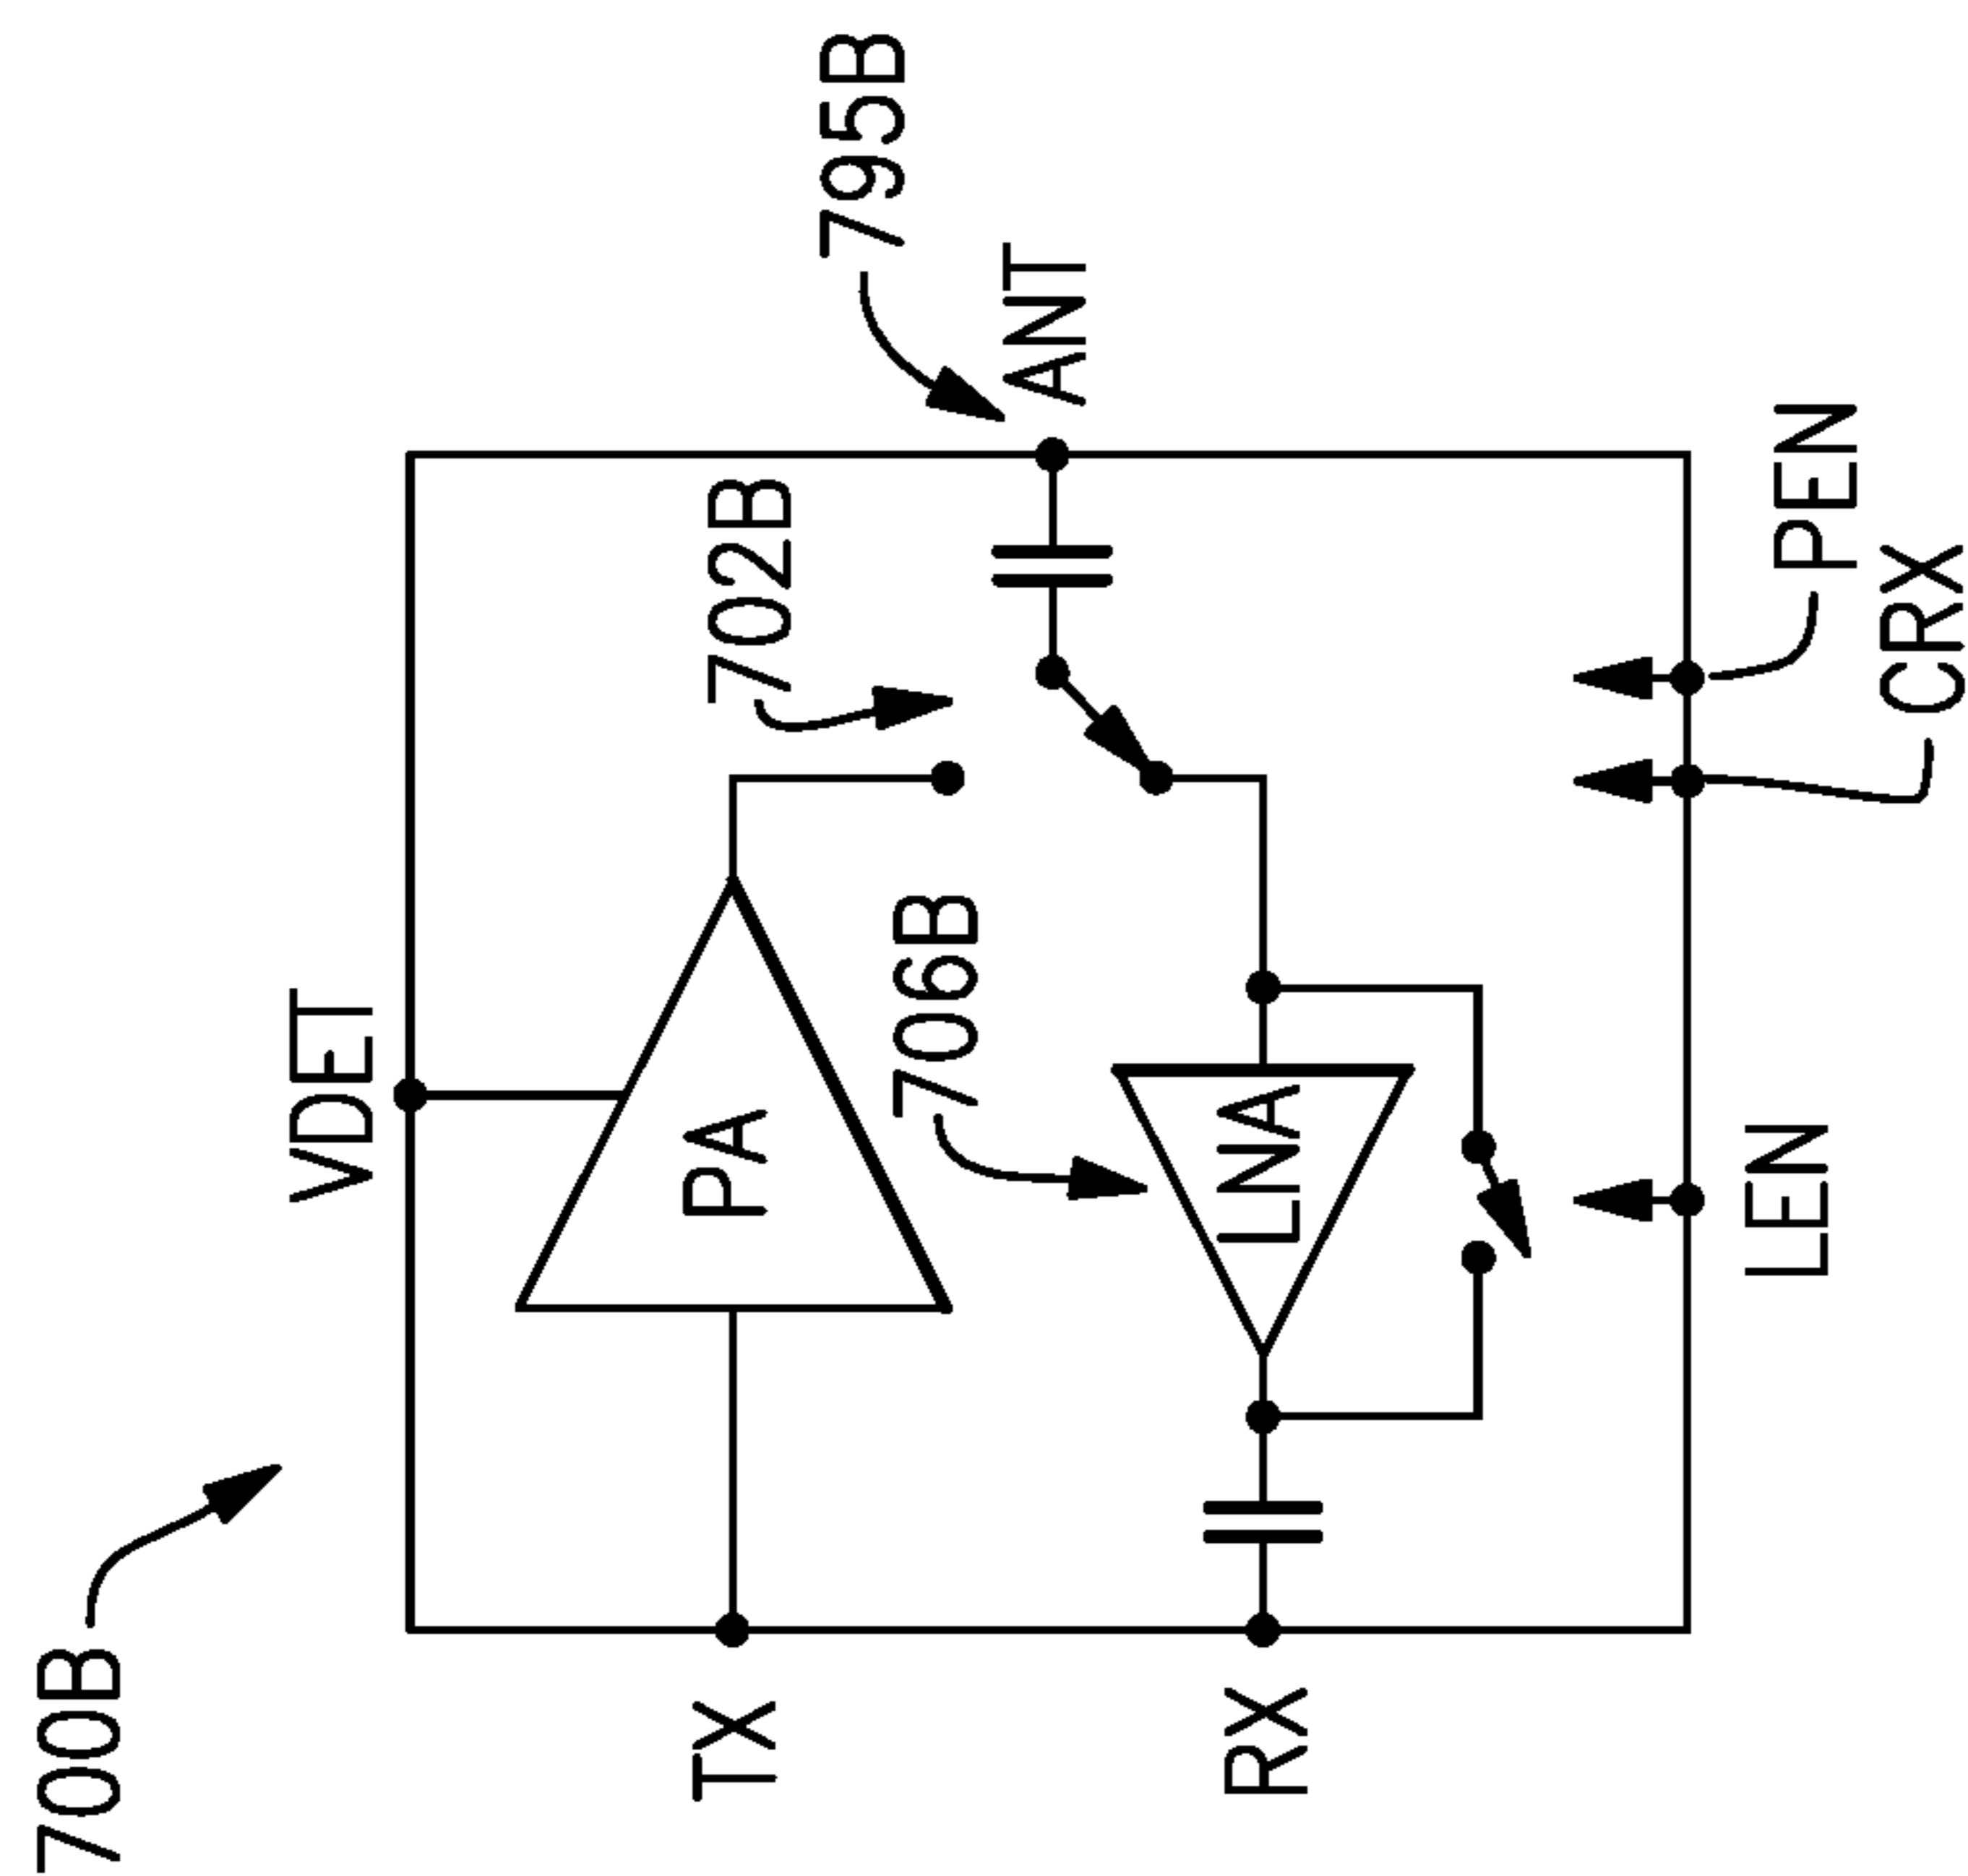 700B
VDET
795B
TX
PA
702B
706B
ANT
RX
LNA
LEN
PEN
CRX